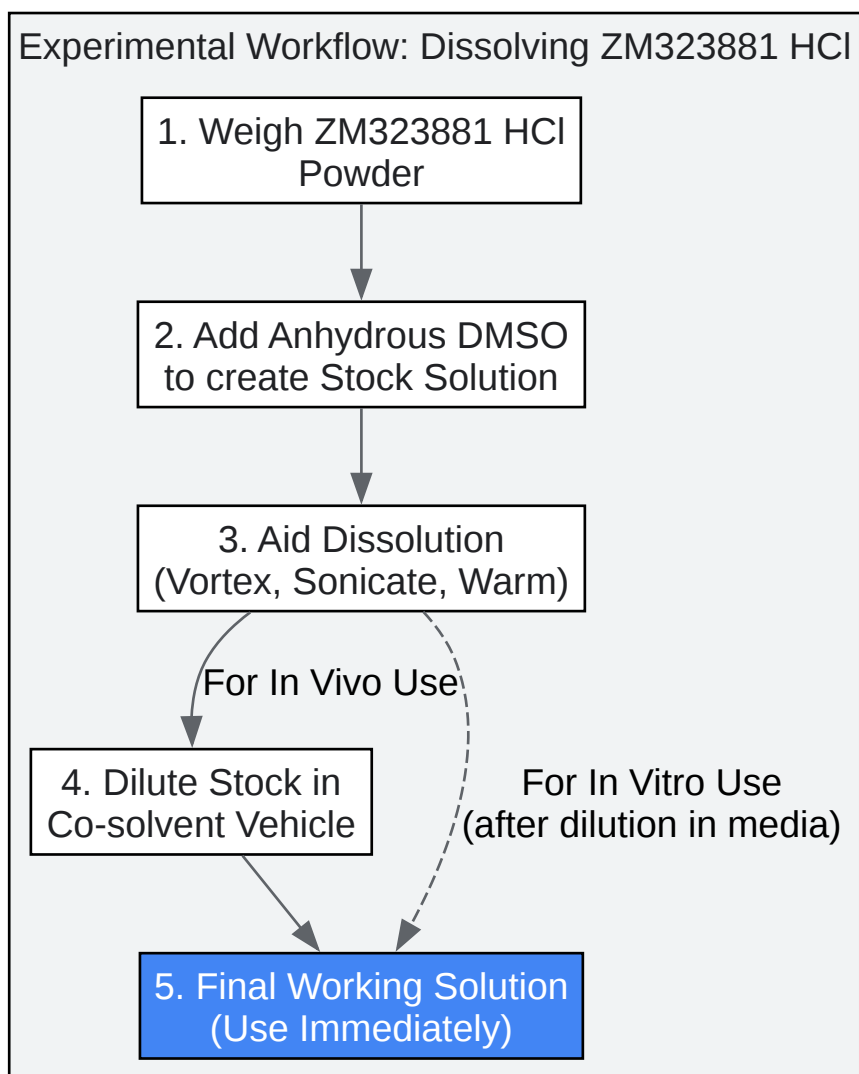 Experimental Workflow: Dissolving ZM323881 HCl
1. Weigh ZM323881 HCl
Powder
2. Add Anhydrous DMSO
to create Stock Solution
3. Aid Dissolution
(Vortex, Sonicate, Warm)
For In Vivo Use
4. Dilute Stock in
Co-solvent Vehicle
For In Vitro Use
(after dilution in media)
5. Final Working Solution
(Use Immediately)